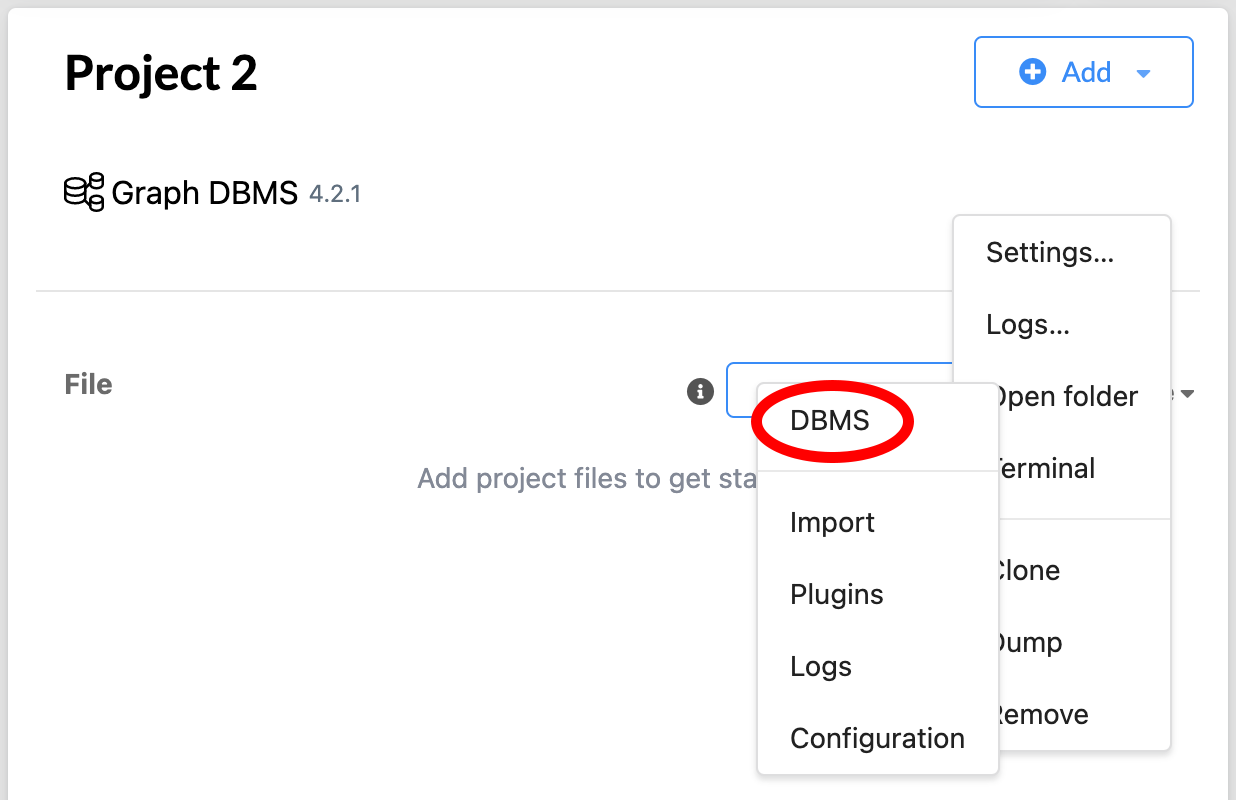 Project 2
Add
Graph DBMS 4.2.1
Settings...
Logs...
Open folder
Terminal
Clone
Dump
Remove
File
DBMS
Import
Plugins
Logs
Configuration
Add project files to get sta